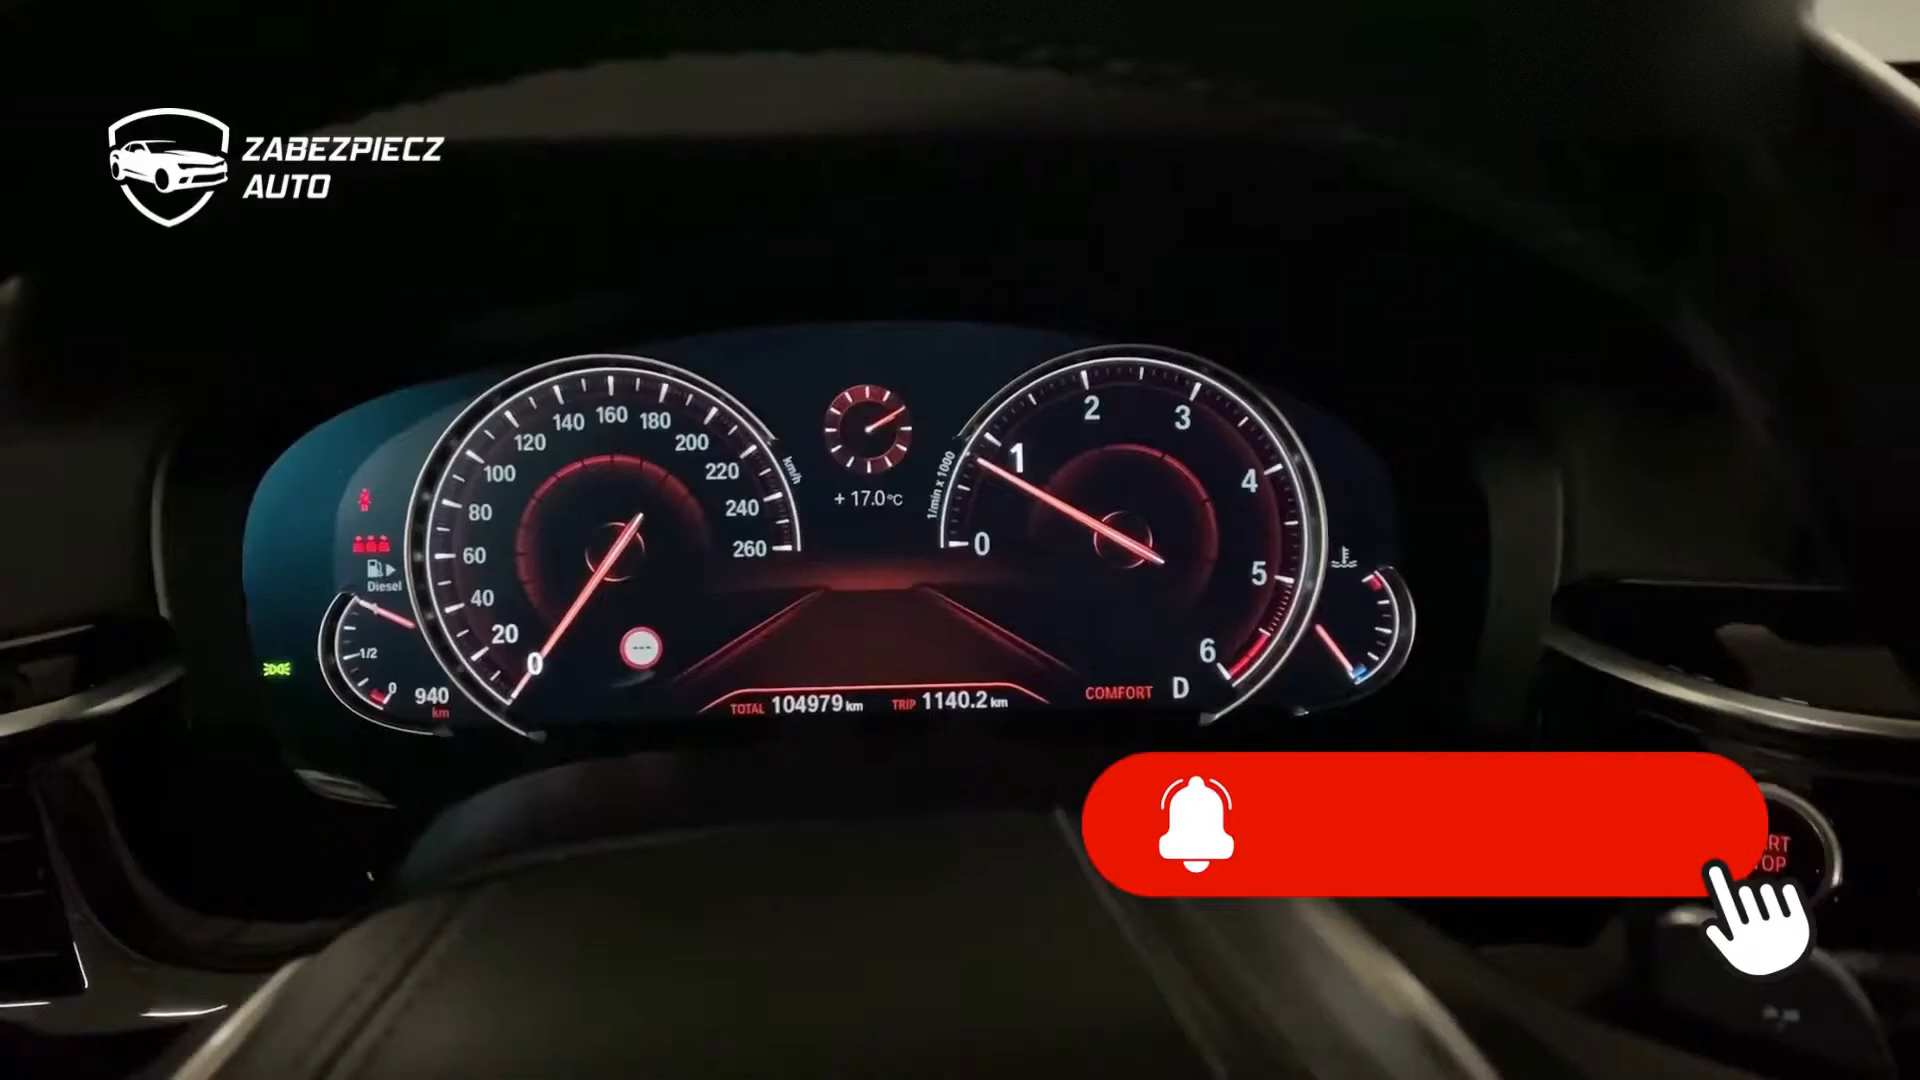 ZABEZPIECZ
AUTO
140 160 180
120 200
100 220
80 240
60 260
40
20
0
km/h
+ 17.0°C
1/min x 1000
0 1 2 3 4 5 6
Diesel
1/2
0
940
km
---
TOTAL 104979 km TRIP 1140.2 km
COMFORT D
ART
TOP